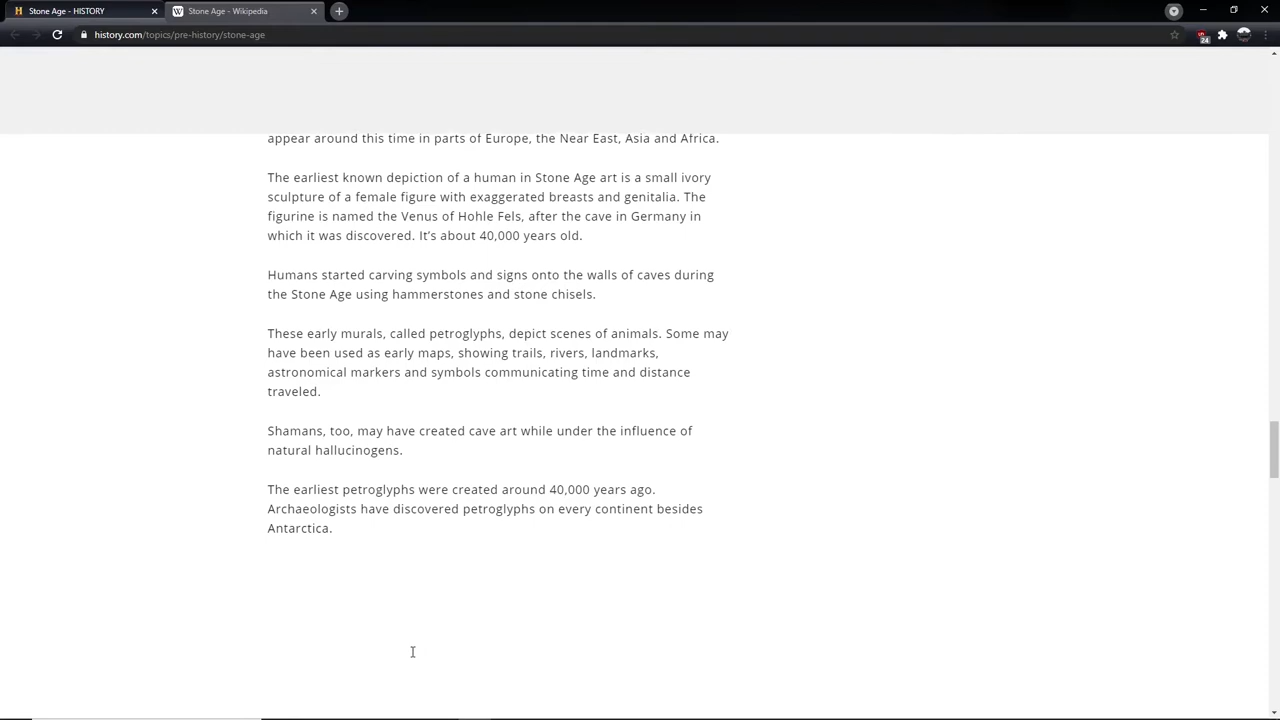 Stone Age - HISTORY
Stone Age - Wikipedia
history.com/topics/pre-history/stone-age
24
appear around this time in parts of Europe, the Near East, Asia and Africa.
The earliest known depiction of a human in Stone Age art is a small ivory
sculpture of a female figure with exaggerated breasts and genitalia. The
figurine is named the Venus of Hohle Fels, after the cave in Germany in
which it was discovered. It’s about 40,000 years old.
Humans started carving symbols and signs onto the walls of caves during
the Stone Age using hammerstones and stone chisels.
These early murals, called petroglyphs, depict scenes of animals. Some may
have been used as early maps, showing trails, rivers, landmarks,
astronomical markers and symbols communicating time and distance
traveled.
Shamans, too, may have created cave art while under the influence of
natural hallucinogens.
The earliest petroglyphs were created around 40,000 years ago.
Archaeologists have discovered petroglyphs on every continent besides
Antarctica.